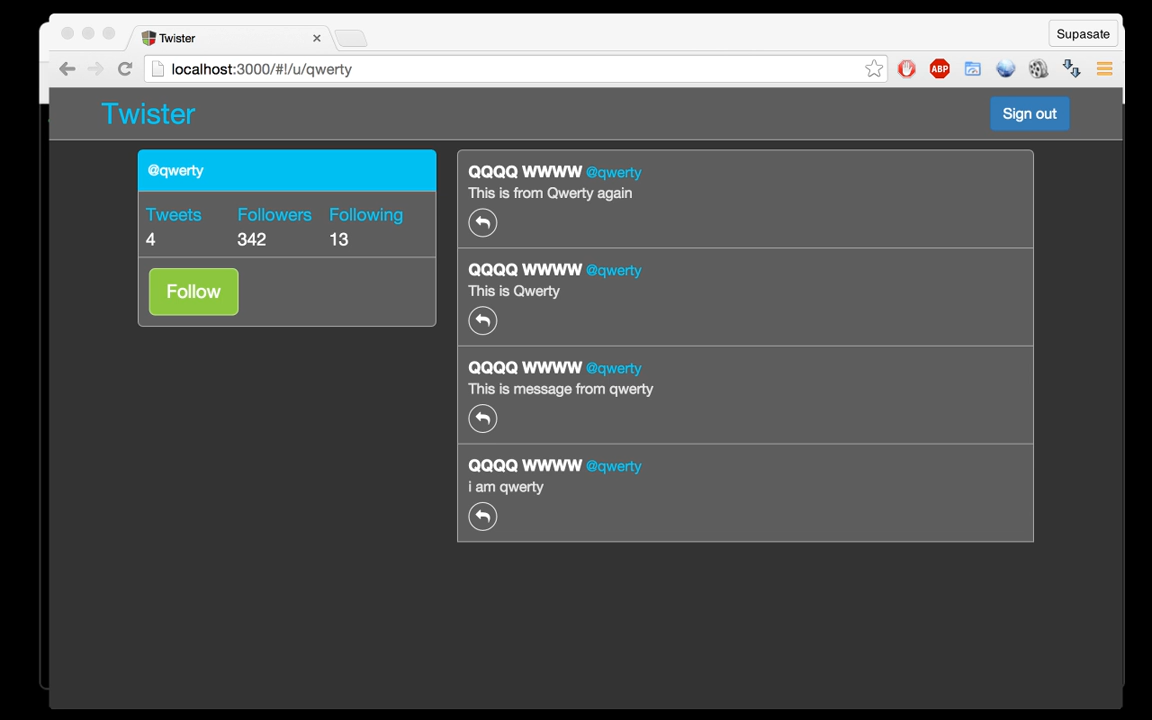 Twister
Supasate
localhost:3000/#!/u/qwerty
ABP
Twister
Sign out
@qwerty
Tweets Followers Following
4 342 13
Follow
QQQQ WWWW @qwerty
This is from Qwerty again
QQQQ WWWW @qwerty
This is Qwerty
QQQQ WWWW @qwerty
This is message from qwerty
QQQQ WWWW @qwerty
i am qwerty